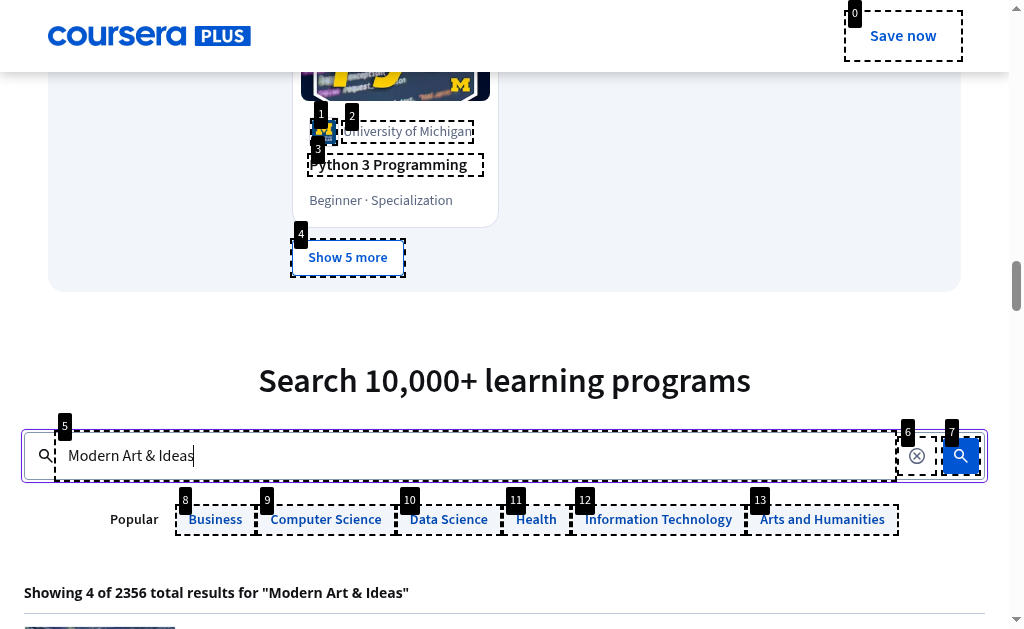 coursera PLUS
Save now
University of Michigan
Python 3 Programming
Beginner · Specialization
Show 5 more
Search 10,000+ learning programs
Modern Art & Ideas
Popular
Business
Computer Science
Data Science
Health
Information Technology
Arts and Humanities
Showing 4 of 2356 total results for "Modern Art & Ideas"
0
1
2
3
4
5
6
7
8
9
10
11
12
13